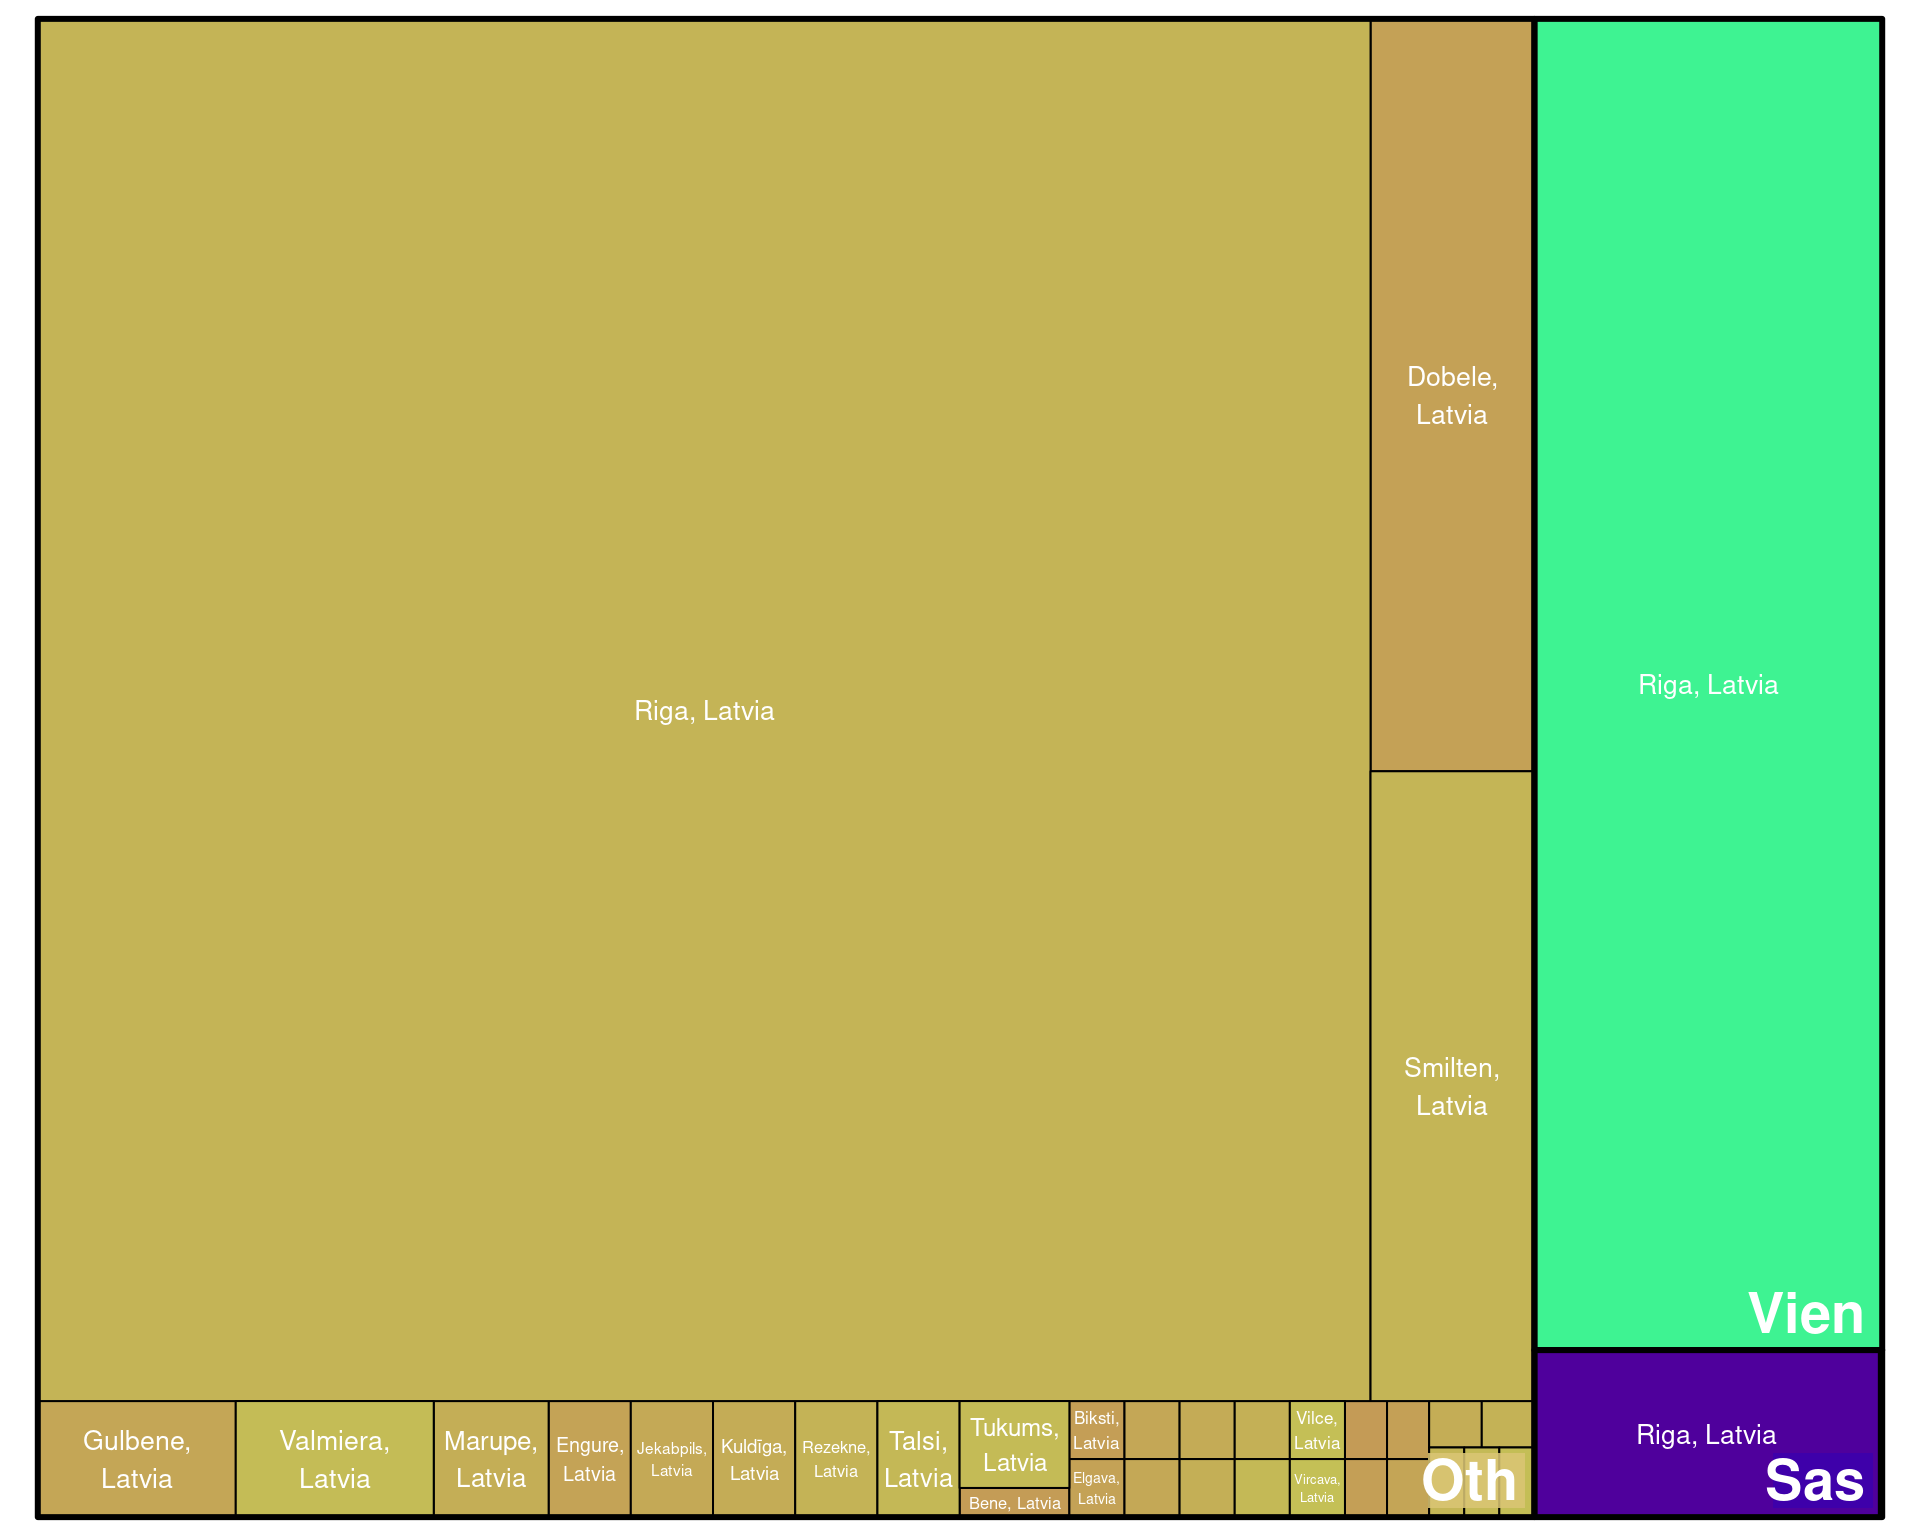 Riga, Latvia
Dobele,
Latvia
Smilten,
Latvia
Gulbene,
Latvia
Valmiera,
Latvia
Marupe,
Latvia
Engure,
Latvia
Jekabpils,
Latvia
Kuldīga,
Latvia
Rezekne,
Latvia
Talsi,
Latvia
Tukums,
Latvia
Bene, Latvia
Biksti,
Latvia
Elgava,
Latvia
Vilce,
Latvia
Vircava,
Latvia
Oth
Riga, Latvia
Vien
Riga, Latvia
Sas